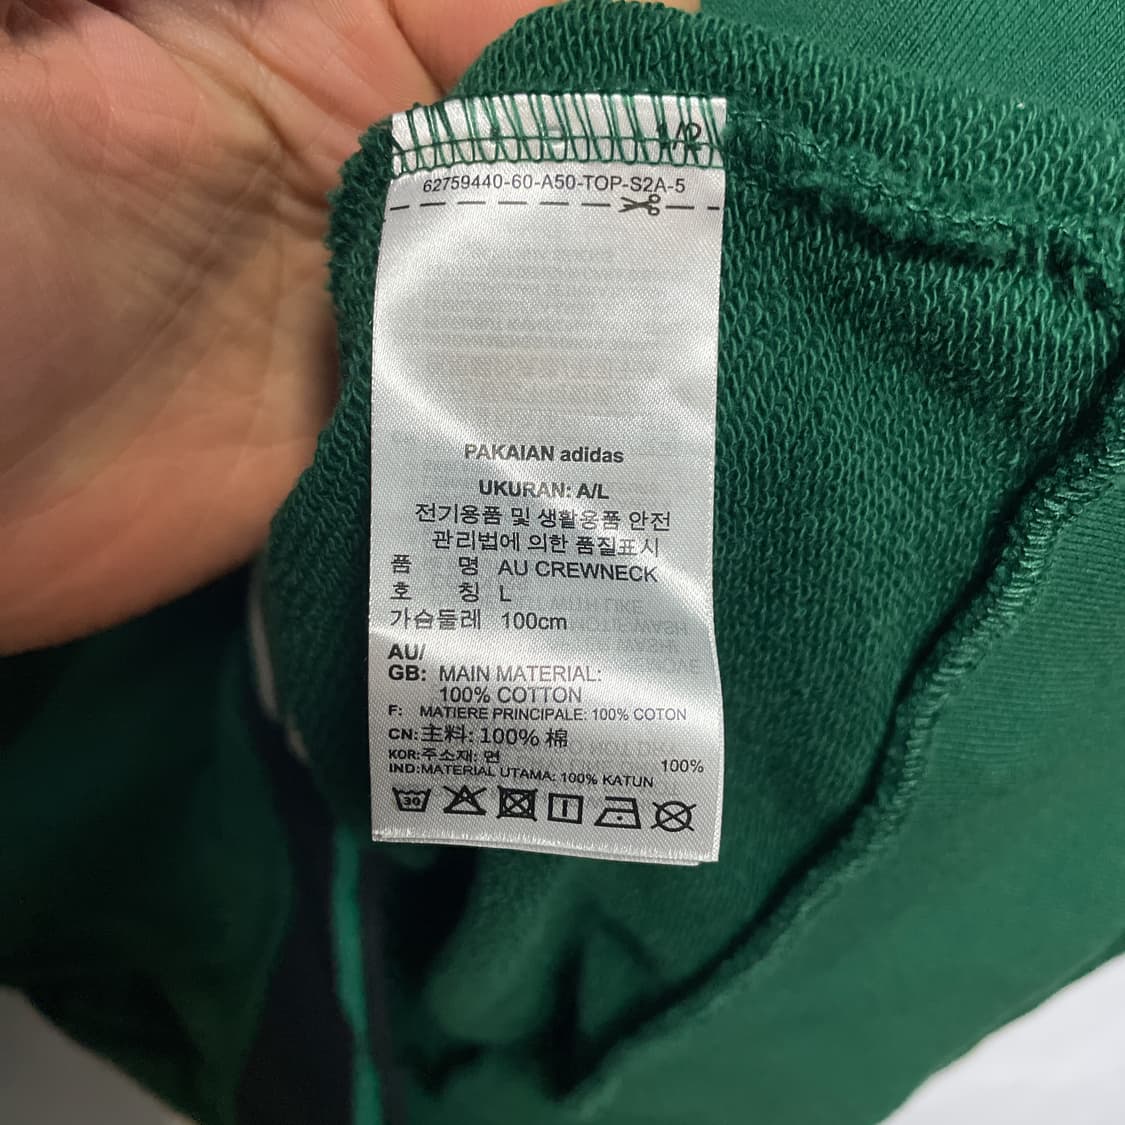 1/2
62759440-60-A50-TOP-S2A-5
PAKAIAN adidas
UKURAN: A/L
전기용품 및 생활용품 안전
관리법에 의한 품질표시
품 명 AU CREWNECK
호 칭 L
가슴둘레 100cm
AU/
GB: MAIN MATERIAL:
100% COTTON
F: MATIERE PRINCIPALE: 100% COTON
CN:主料: 100% 棉
KOR:주소재: 면 100%
IND:MATERIAL UTAMA: 100% KATUN
30